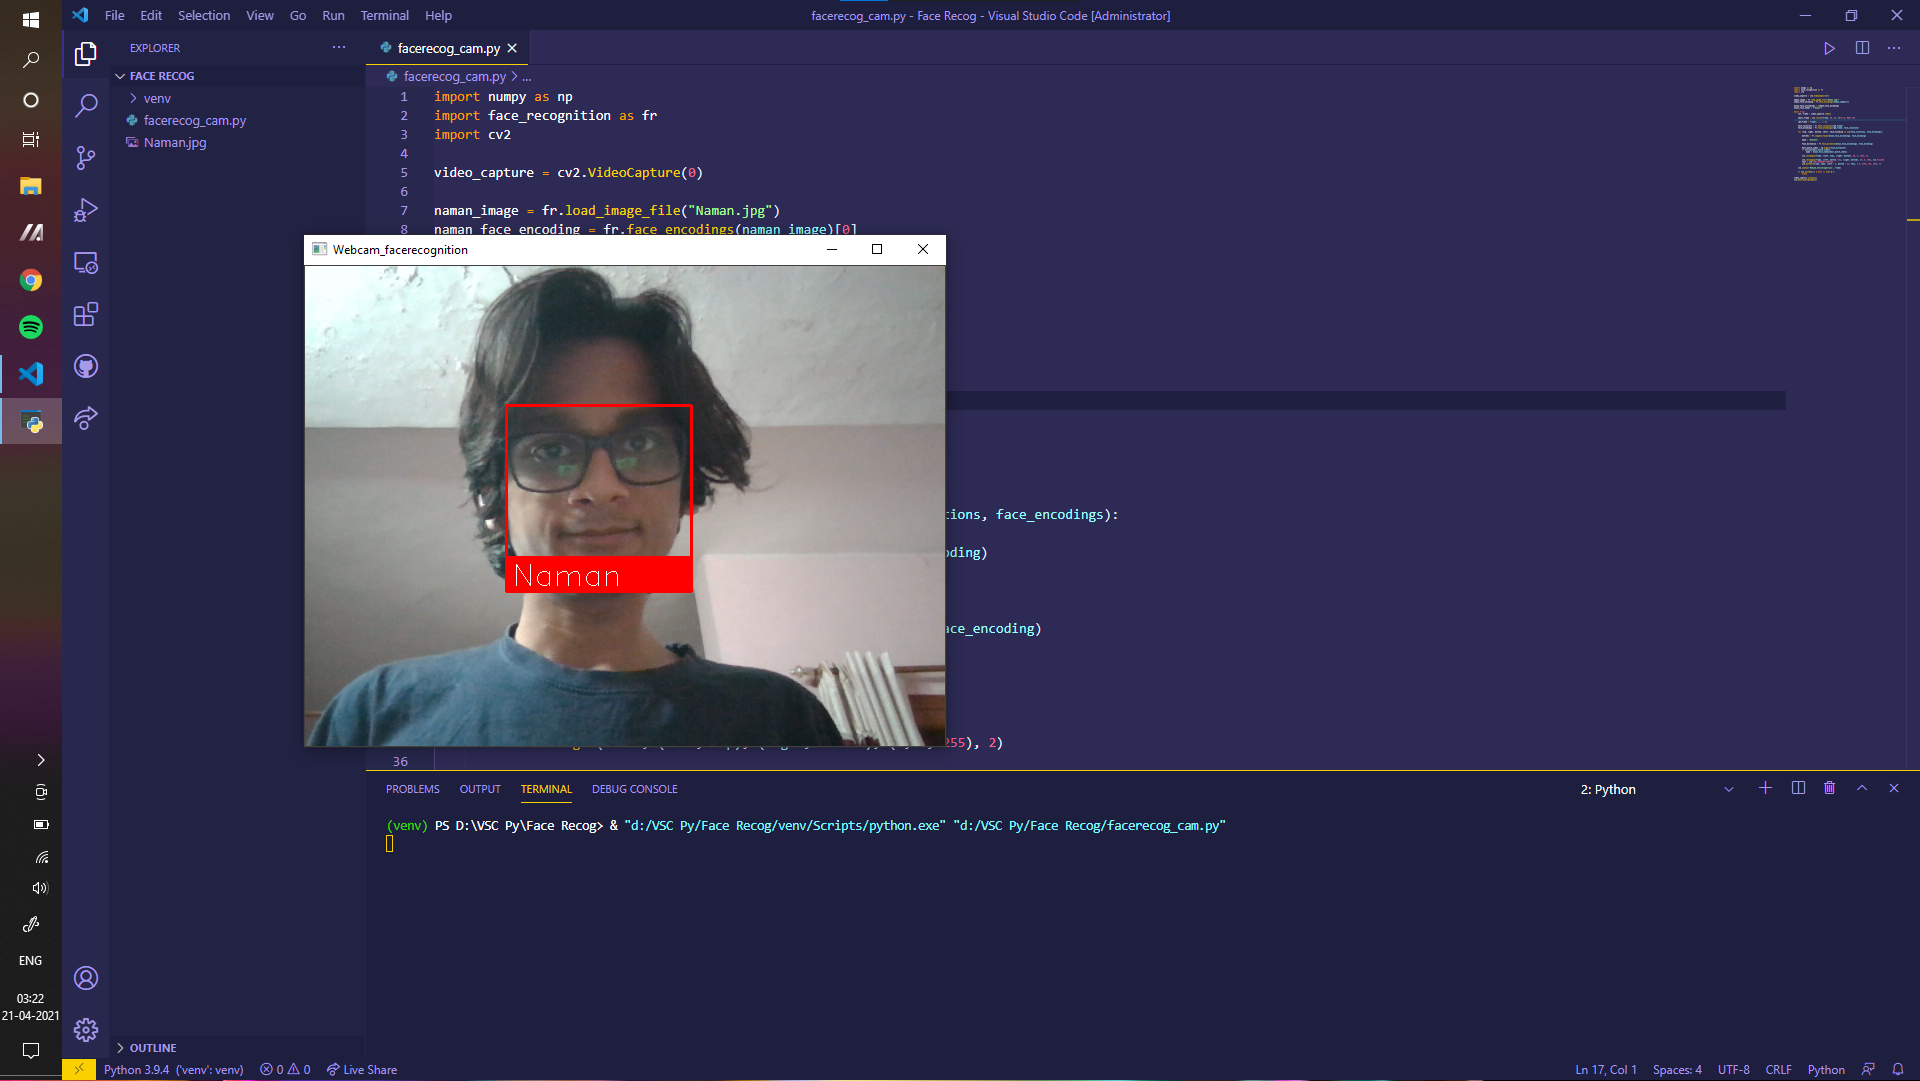 File Edit Selection View Go Run Terminal Help
facerecog_cam.py - Face Recog - Visual Studio Code [Administrator]
EXPLORER ...
FACE RECOG
venv
facerecog_cam.py
Naman.jpg
facerecog_cam.py
facerecog_cam.py > ...
1 import numpy as np
2 import face_recognition as fr
3 import cv2
4
5 video_capture = cv2.VideoCapture(0)
6
7 naman_image = fr.load_image_file("Naman.jpg")
8 naman_face_encoding = fr.face_encodings(naman_image)[0]
Webcam_facerecognition
Naman
tions, face_encodings):
oding)
ace_encoding)
255), 2)
36
PROBLEMS OUTPUT TERMINAL DEBUG CONSOLE
2: Python
(venv) PS D:\VSC Py\Face Recog> & "d:/VSC Py/Face Recog/venv/Scripts/python.exe" "d:/VSC Py/Face Recog/facerecog_cam.py"
ENG
03:22
21-04-2021
OUTLINE
Python 3.9.4 ('venv': venv) 0 0 Live Share
Ln 17, Col 1 Spaces: 4 UTF-8 CRLF Python